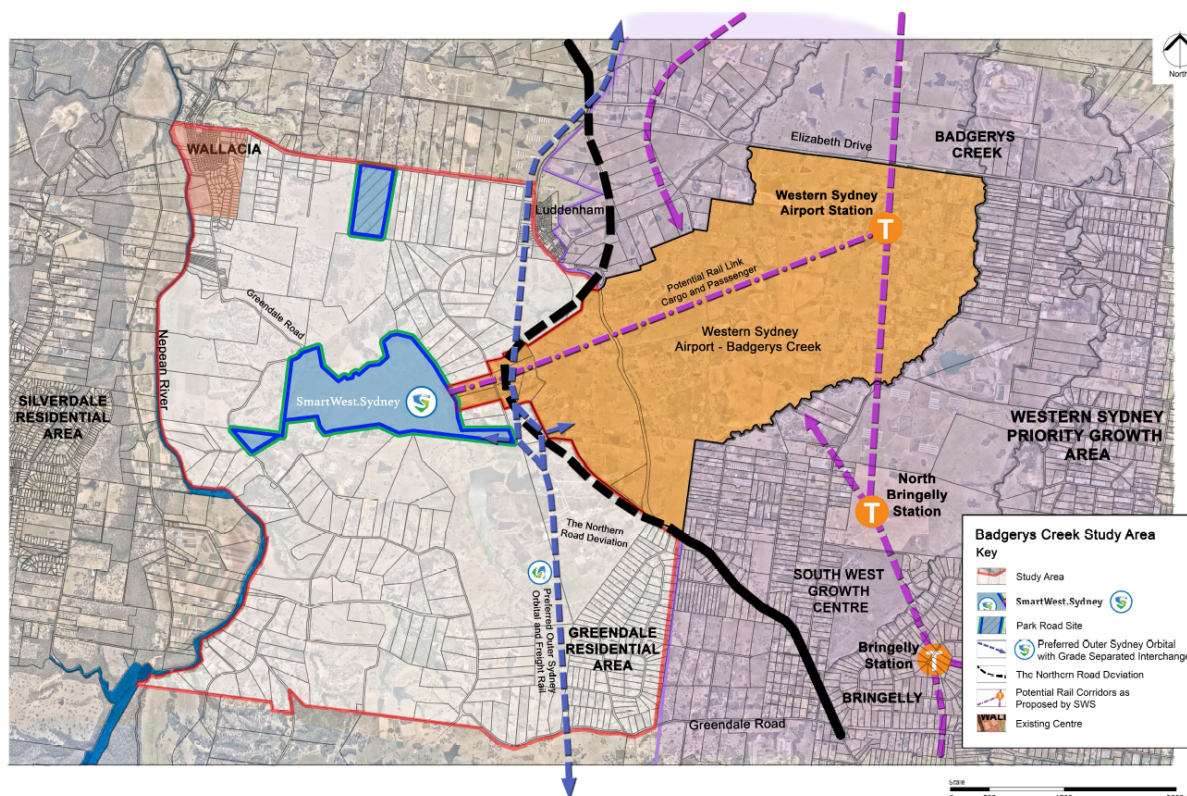 North
Elizabeth Drive
BADGERYS
CREEK
WALLACIA
Western Sydney
Airport Station
T
Luddenham
Potential Rail Link
Cargo and Passsenger
Greendale Road
Western Sydney
Airport - Badgerys Creek
Nepean River
SmartWest.Sydney
SILVERDALE
RESIDENTIAL
AREA
WESTERN SYDNEY
PRIORITY GROWTH
AREA
North
Bringelly
Station
T
The Northern
Road Deviation
SOUTH WEST
GROWTH
CENTRE
Preferred Outer Sydney
Orbital and Freight Rail
GREENDALE
RESIDENTIAL
AREA
Bringelly
Station
T
BRINGELLY
Greendale Road
Badgerys Creek Study Area
Key
Study Area
SmartWest.Sydney
Park Road Site
Preferred Outer Sydney Orbital
with Grade Separated Interchange
The Northern Road Deviation
T
Potential Rail Corridors as
Proposed by SWS
WALL
Existing Centre
Scale